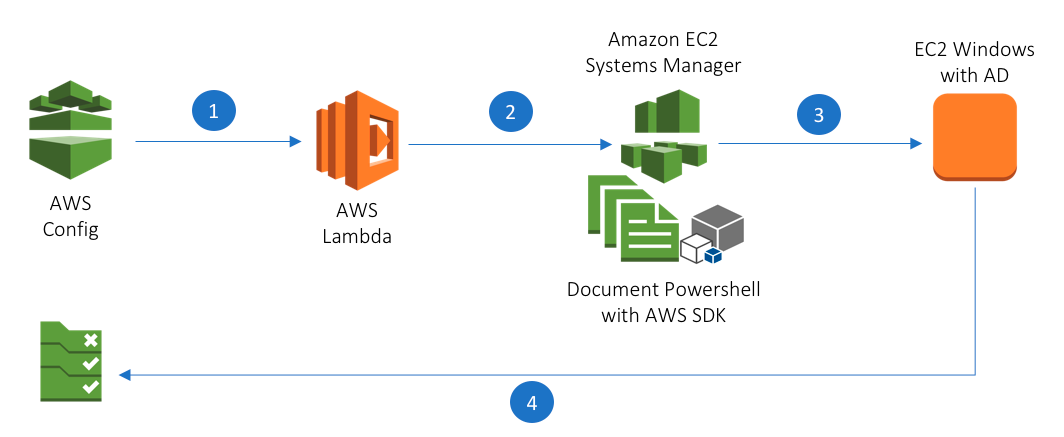 Amazon EC2
Systems Manager
EC2 Windows
with AD
1
2
3
AWS
Config
AWS
Lambda
Document Powershell
with AWS SDK
4